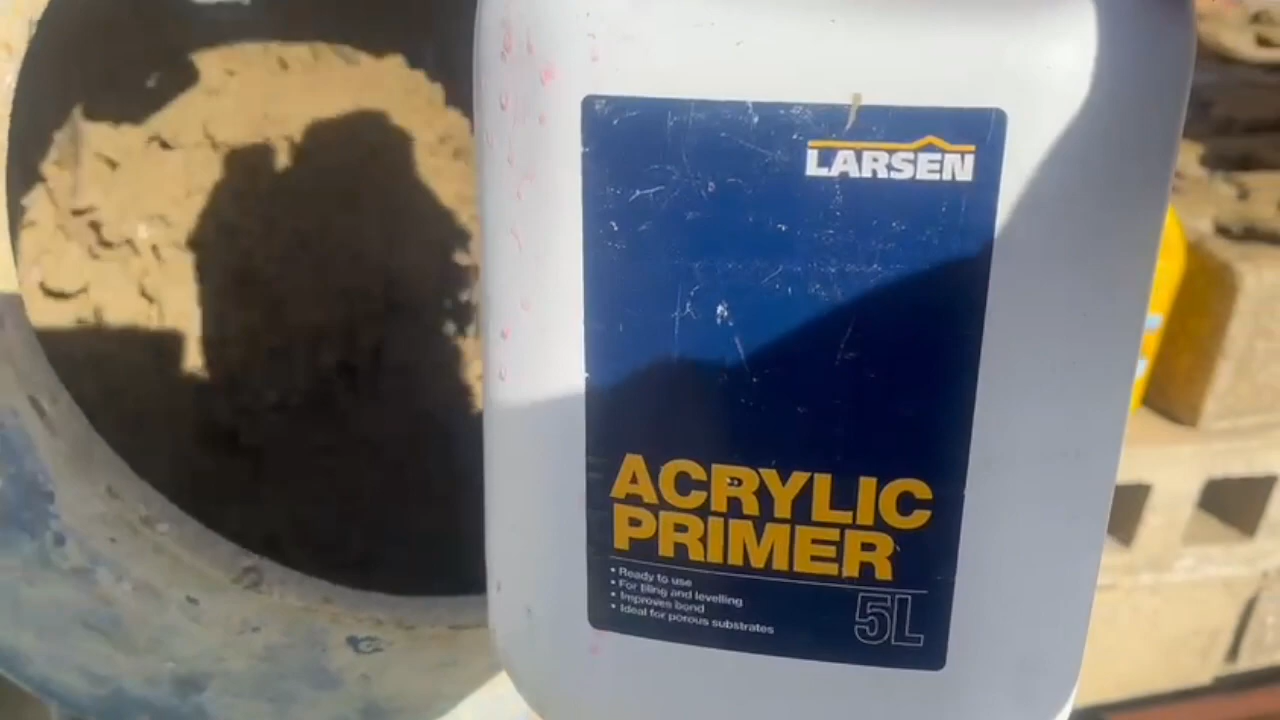 LARSEN
ACRYLIC
PRIMER
• Ready to use
• For tiling and levelling
• Improves bond
• Ideal for porous substrates
5L